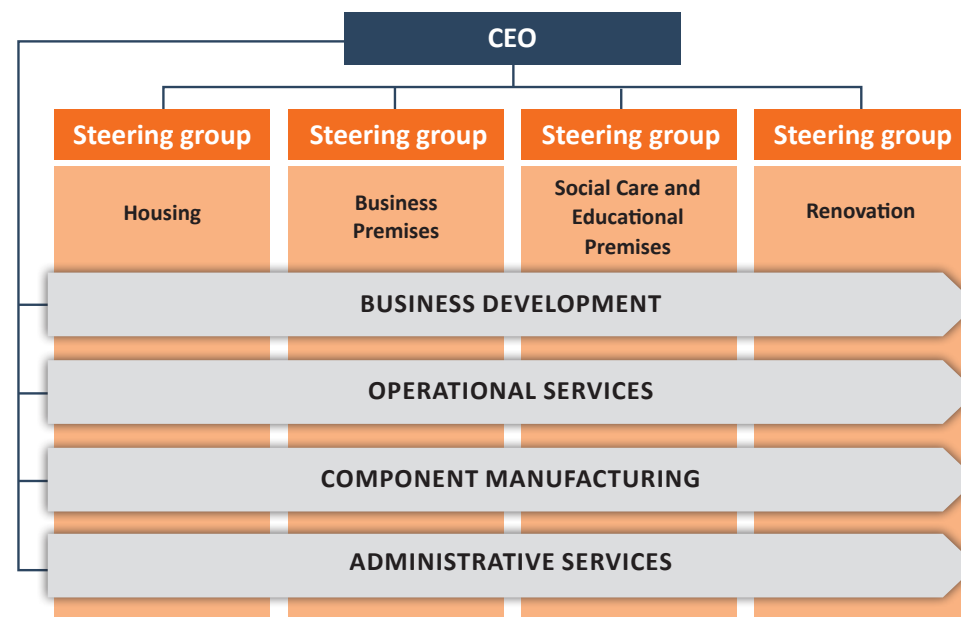 CEO
Steering group
Steering group
Steering group
Steering group
Housing
Business
Premises
Social Care and
Educational
Premises
Renovation
BUSINESS DEVELOPMENT
OPERATIONAL SERVICES
COMPONENT MANUFACTURING
ADMINISTRATIVE SERVICES